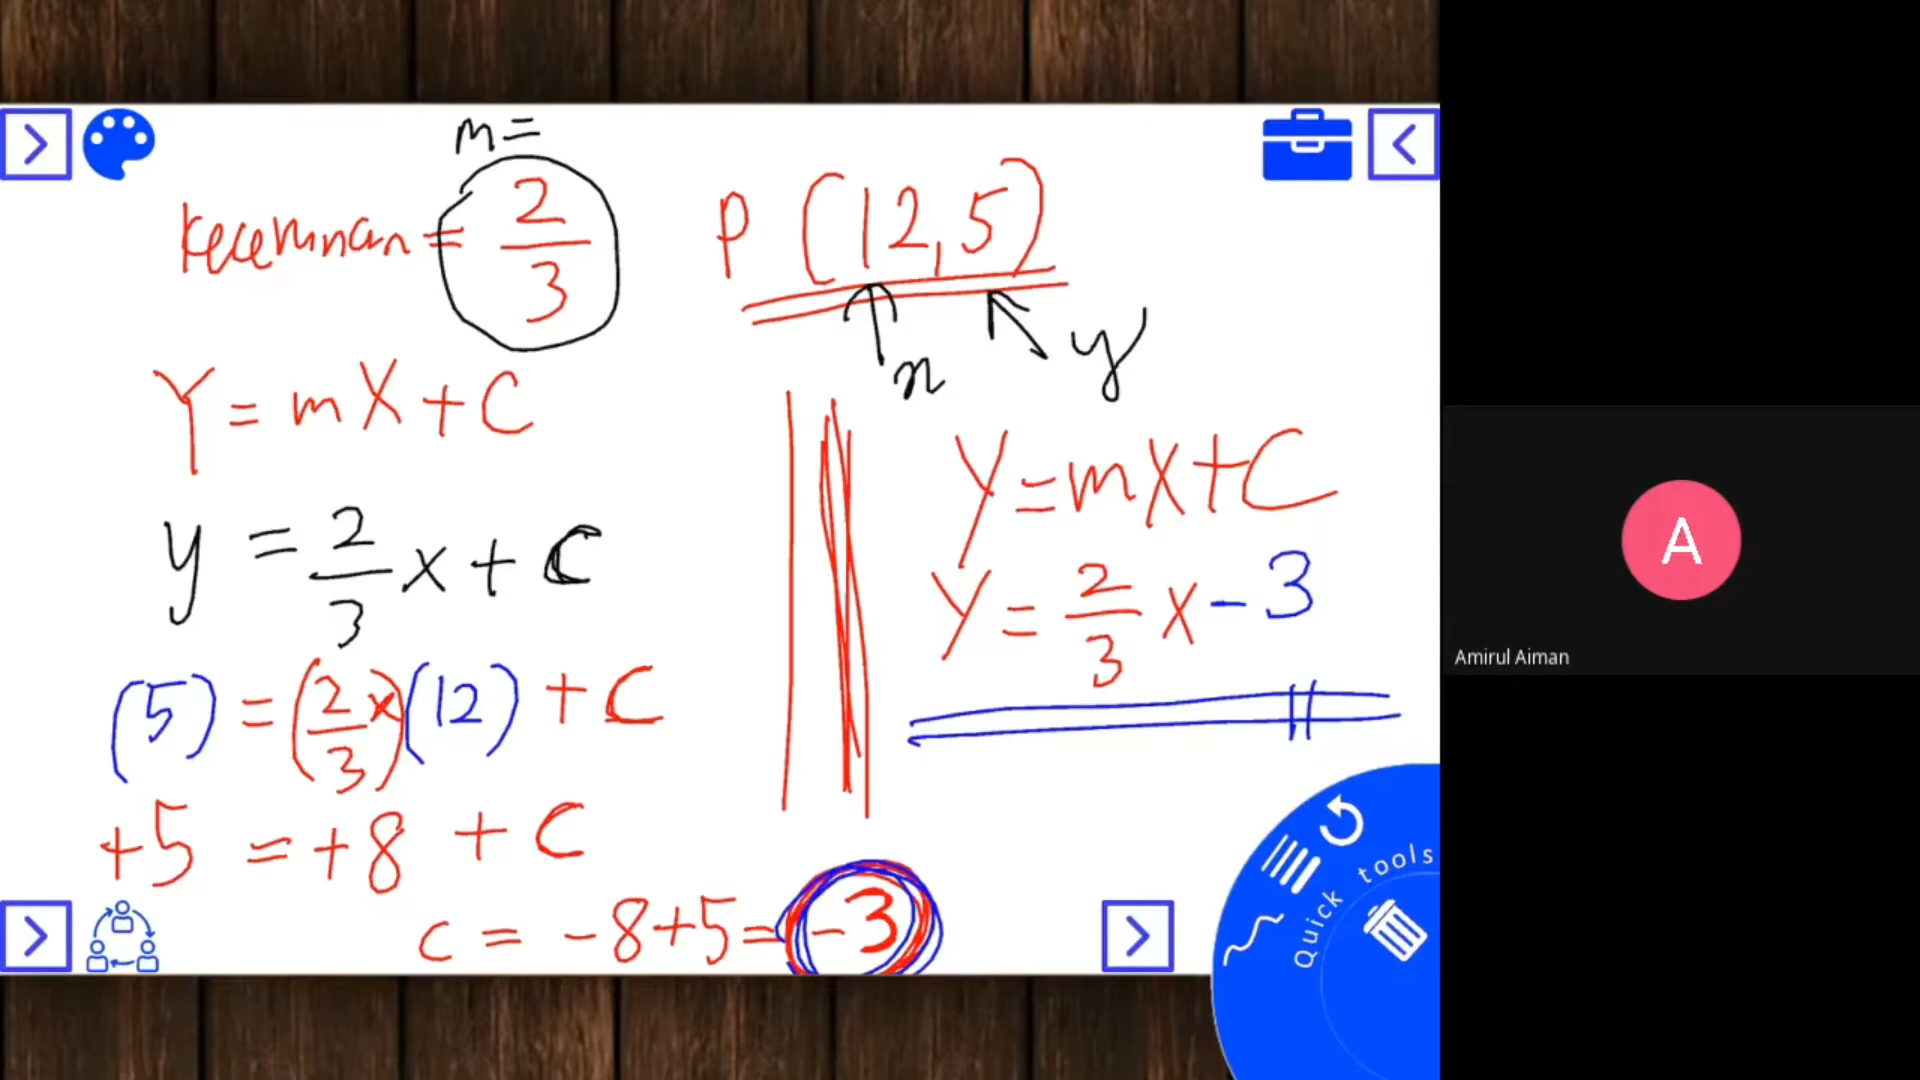 m=
kecerunan = 2/3
P (12,5)
x
y
Y = mX + C
y = 2/3 x + C
(5) = (2/3 x)(12) + C
+5 = +8 + C
c = -8+5 = -3
Y = mX + C
Y = 2/3 x - 3
Quick tools
A
Amirul Aiman